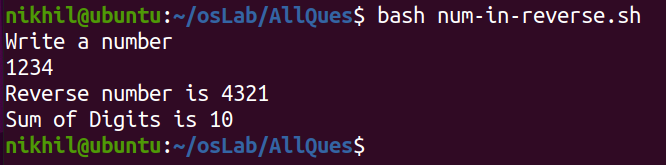 nikhil@ubuntu:~/osLab/AllQues$ bash num-in-reverse.sh
Write a number
1234
Reverse number is 4321
Sum of Digits is 10
nikhil@ubuntu:~/osLab/AllQues$